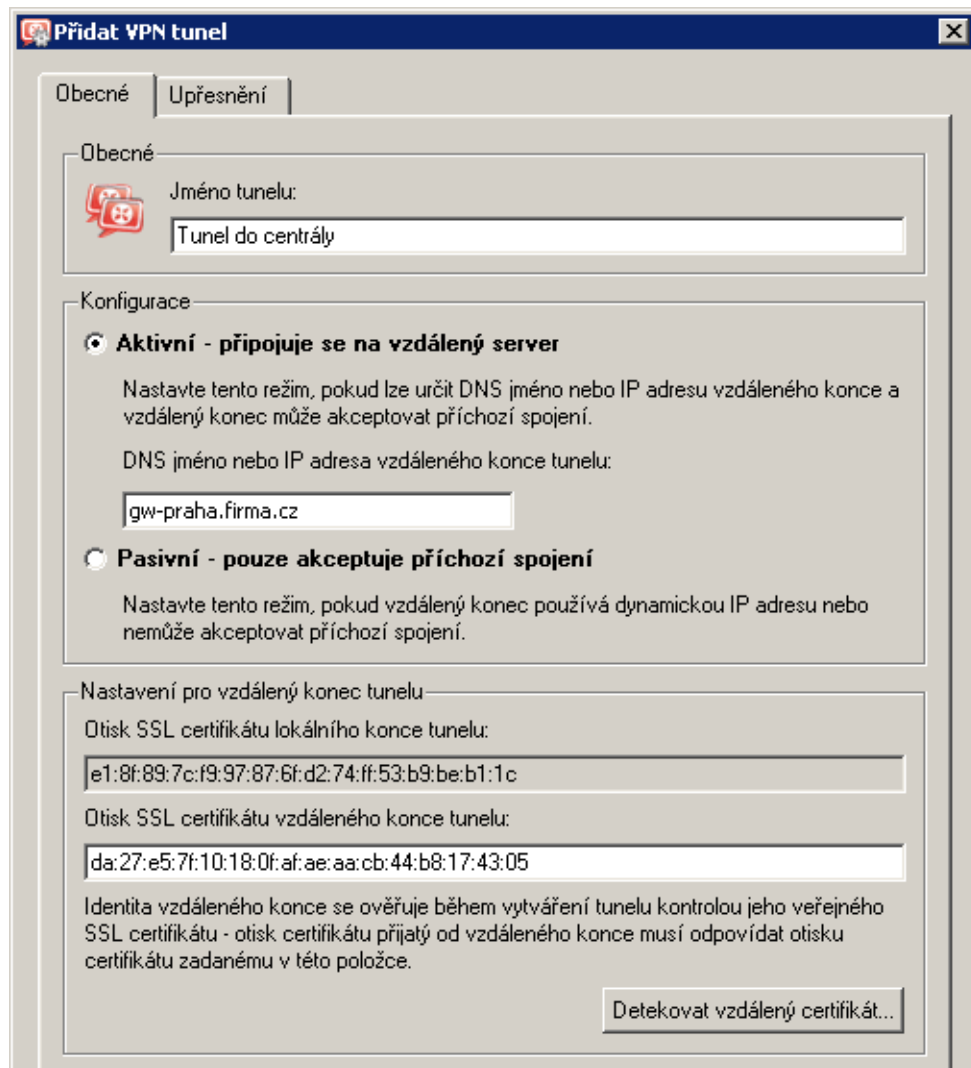 Přidat VPN tunel
Obecné
Upřesnění
Obecné
Jméno tunelu:
Tunel do centrály
Konfigurace
Aktivní - připojuje se na vzdálený server
Nastavte tento režim, pokud lze určit DNS jméno nebo IP adresu vzdáleného konce a
vzdálený konec může akceptovat příchozí spojení.
DNS jméno nebo IP adresa vzdáleného konce tunelu:
gw-praha.firma.cz
Pasivní - pouze akceptuje příchozí spojení
Nastavte tento režim, pokud vzdálený konec používá dynamickou IP adresu nebo
nemůže akceptovat příchozí spojení.
Nastavení pro vzdálený konec tunelu
Otisk SSL certifikátu lokálního konce tunelu:
e1:8f:89:7c:f9:97:87:6f:d2:74:ff:53:b9:be:b1:1c
Otisk SSL certifikátu vzdáleného konce tunelu:
da:27:e5:7f:10:18:0f:af:ae:aa:cb:44:b8:17:43:05
Identita vzdáleného konce se ověřuje během vytváření tunelu kontrolou jeho veřejného
SSL certifikátu - otisk certifikátu přijatý od vzdáleného konce musí odpovídat otisku
certifikátu zadanému v této položce.
Detekovat vzdálený certifikát...